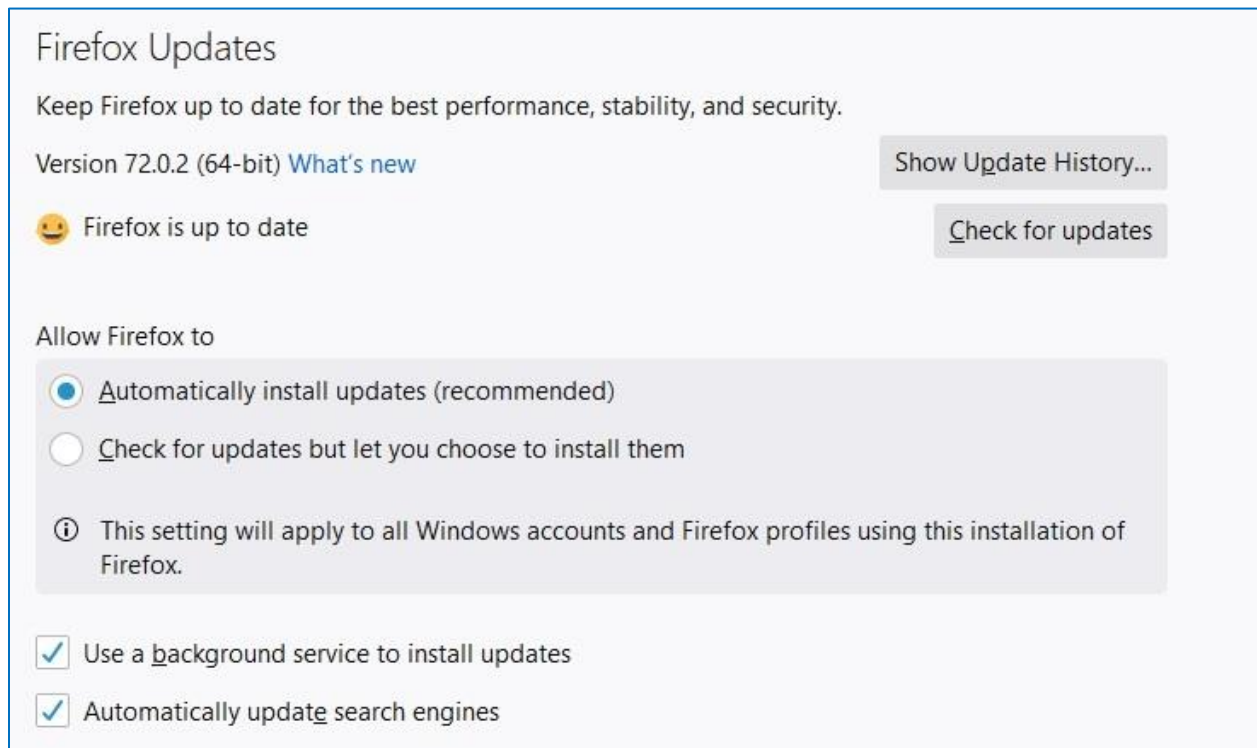 Firefox Updates
Keep Firefox up to date for the best performance, stability, and security.
Version 72.0.2 (64-bit) What's new
Show Update History...
Firefox is up to date
Check for updates
Allow Firefox to
Automatically install updates (recommended)
Check for updates but let you choose to install them
This setting will apply to all Windows accounts and Firefox profiles using this installation of
Firefox.
Use a background service to install updates
Automatically update search engines